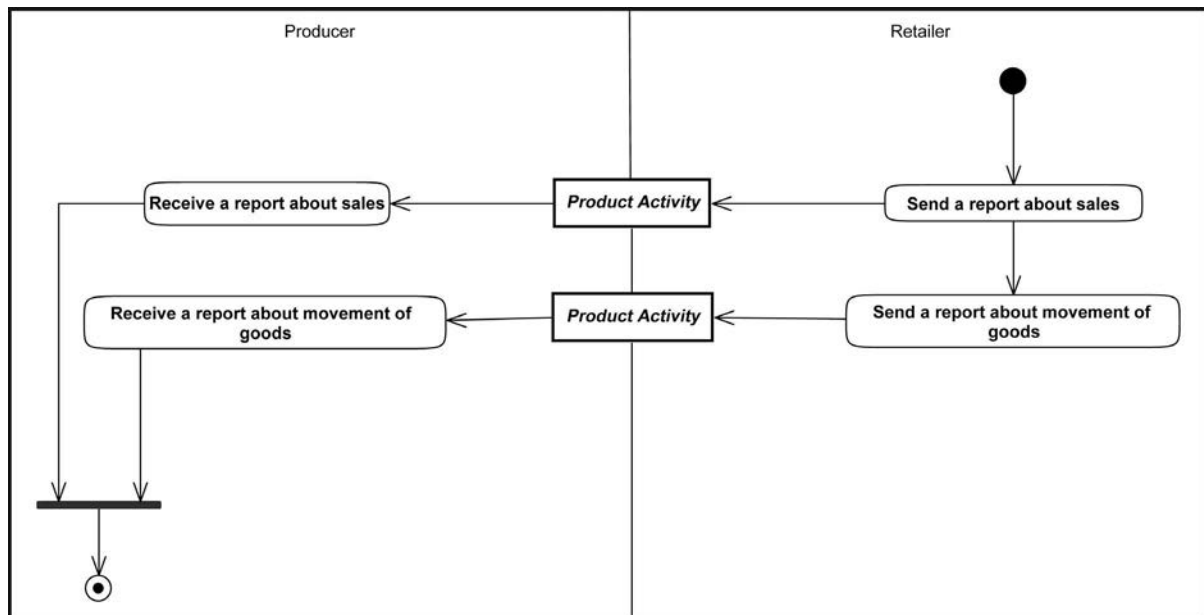 Producer
Retailer
Receive a report about sales
Product Activity
Send a report about sales
Receive a report about movement of
goods
Product Activity
Send a report about movement of
goods